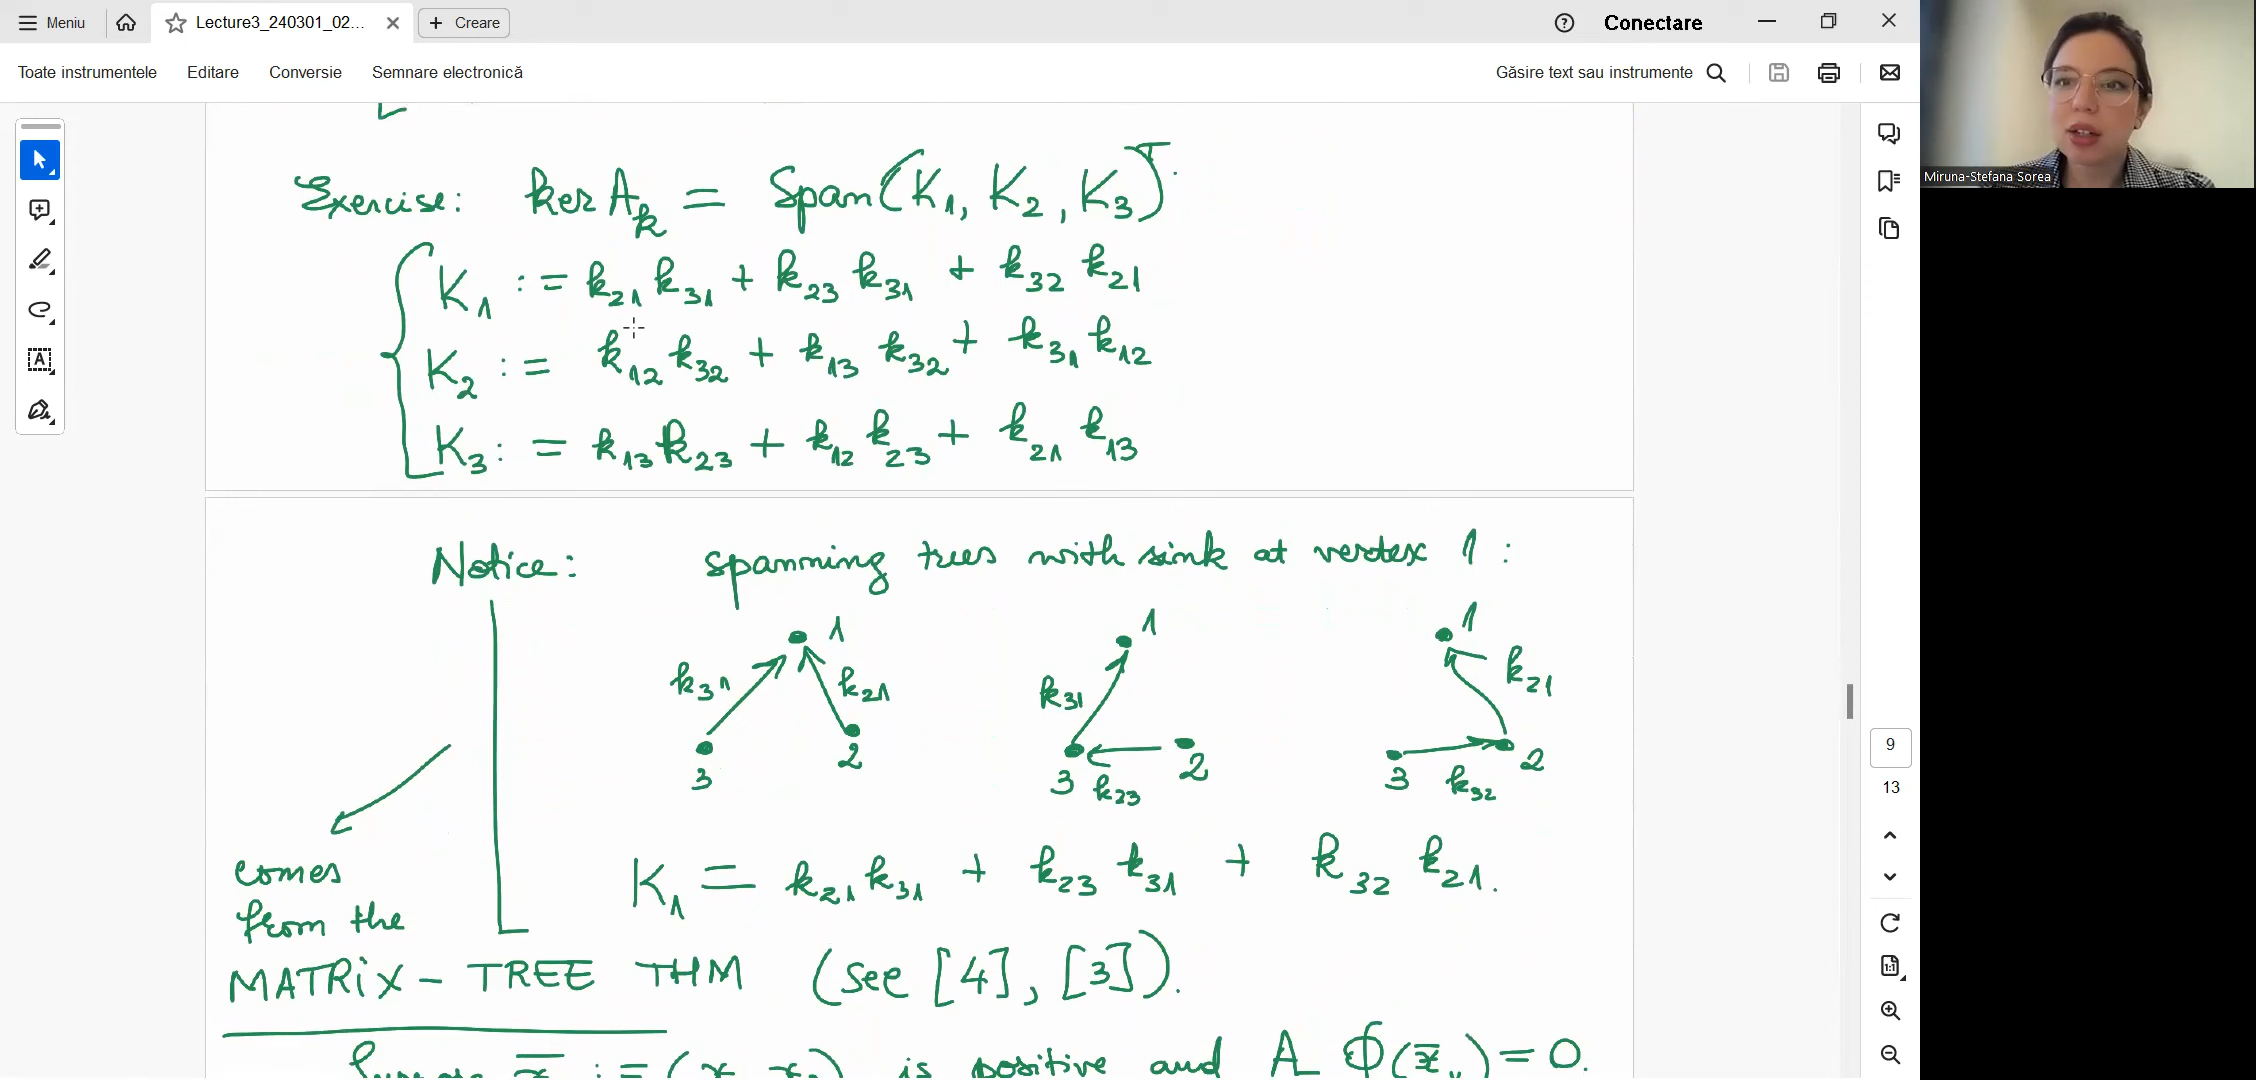 Meniu
Lecture3_240301_02...
Creare
Conectare
Toate instrumentele
Editare
Conversie
Semnare electronică
Găsire text sau instrumente
Miruna-Stefana Sorea
Exercise: ker A_k = Span(K_1, K_2, K_3)^T.
K_1 := k_21 k_31 + k_23 k_31 + k_32 k_21
K_2 := k_12 k_32 + k_13 k_32 + k_31 k_12
K_3 := k_13 k_23 + k_12 k_23 + k_21 k_13
Notice: spanning trees with sink at vertex 1:
1
k_31
k_21
3
2
1
k_31
3
k_23
2
1
k_21
3
k_32
2
K_1 = k_21 k_31 + k_23 k_31 + k_32 k_21.
comes
from the
MATRIX-TREE THM (see [4], [3]).
is positive and A Φ(x̄) = 0.
9
13